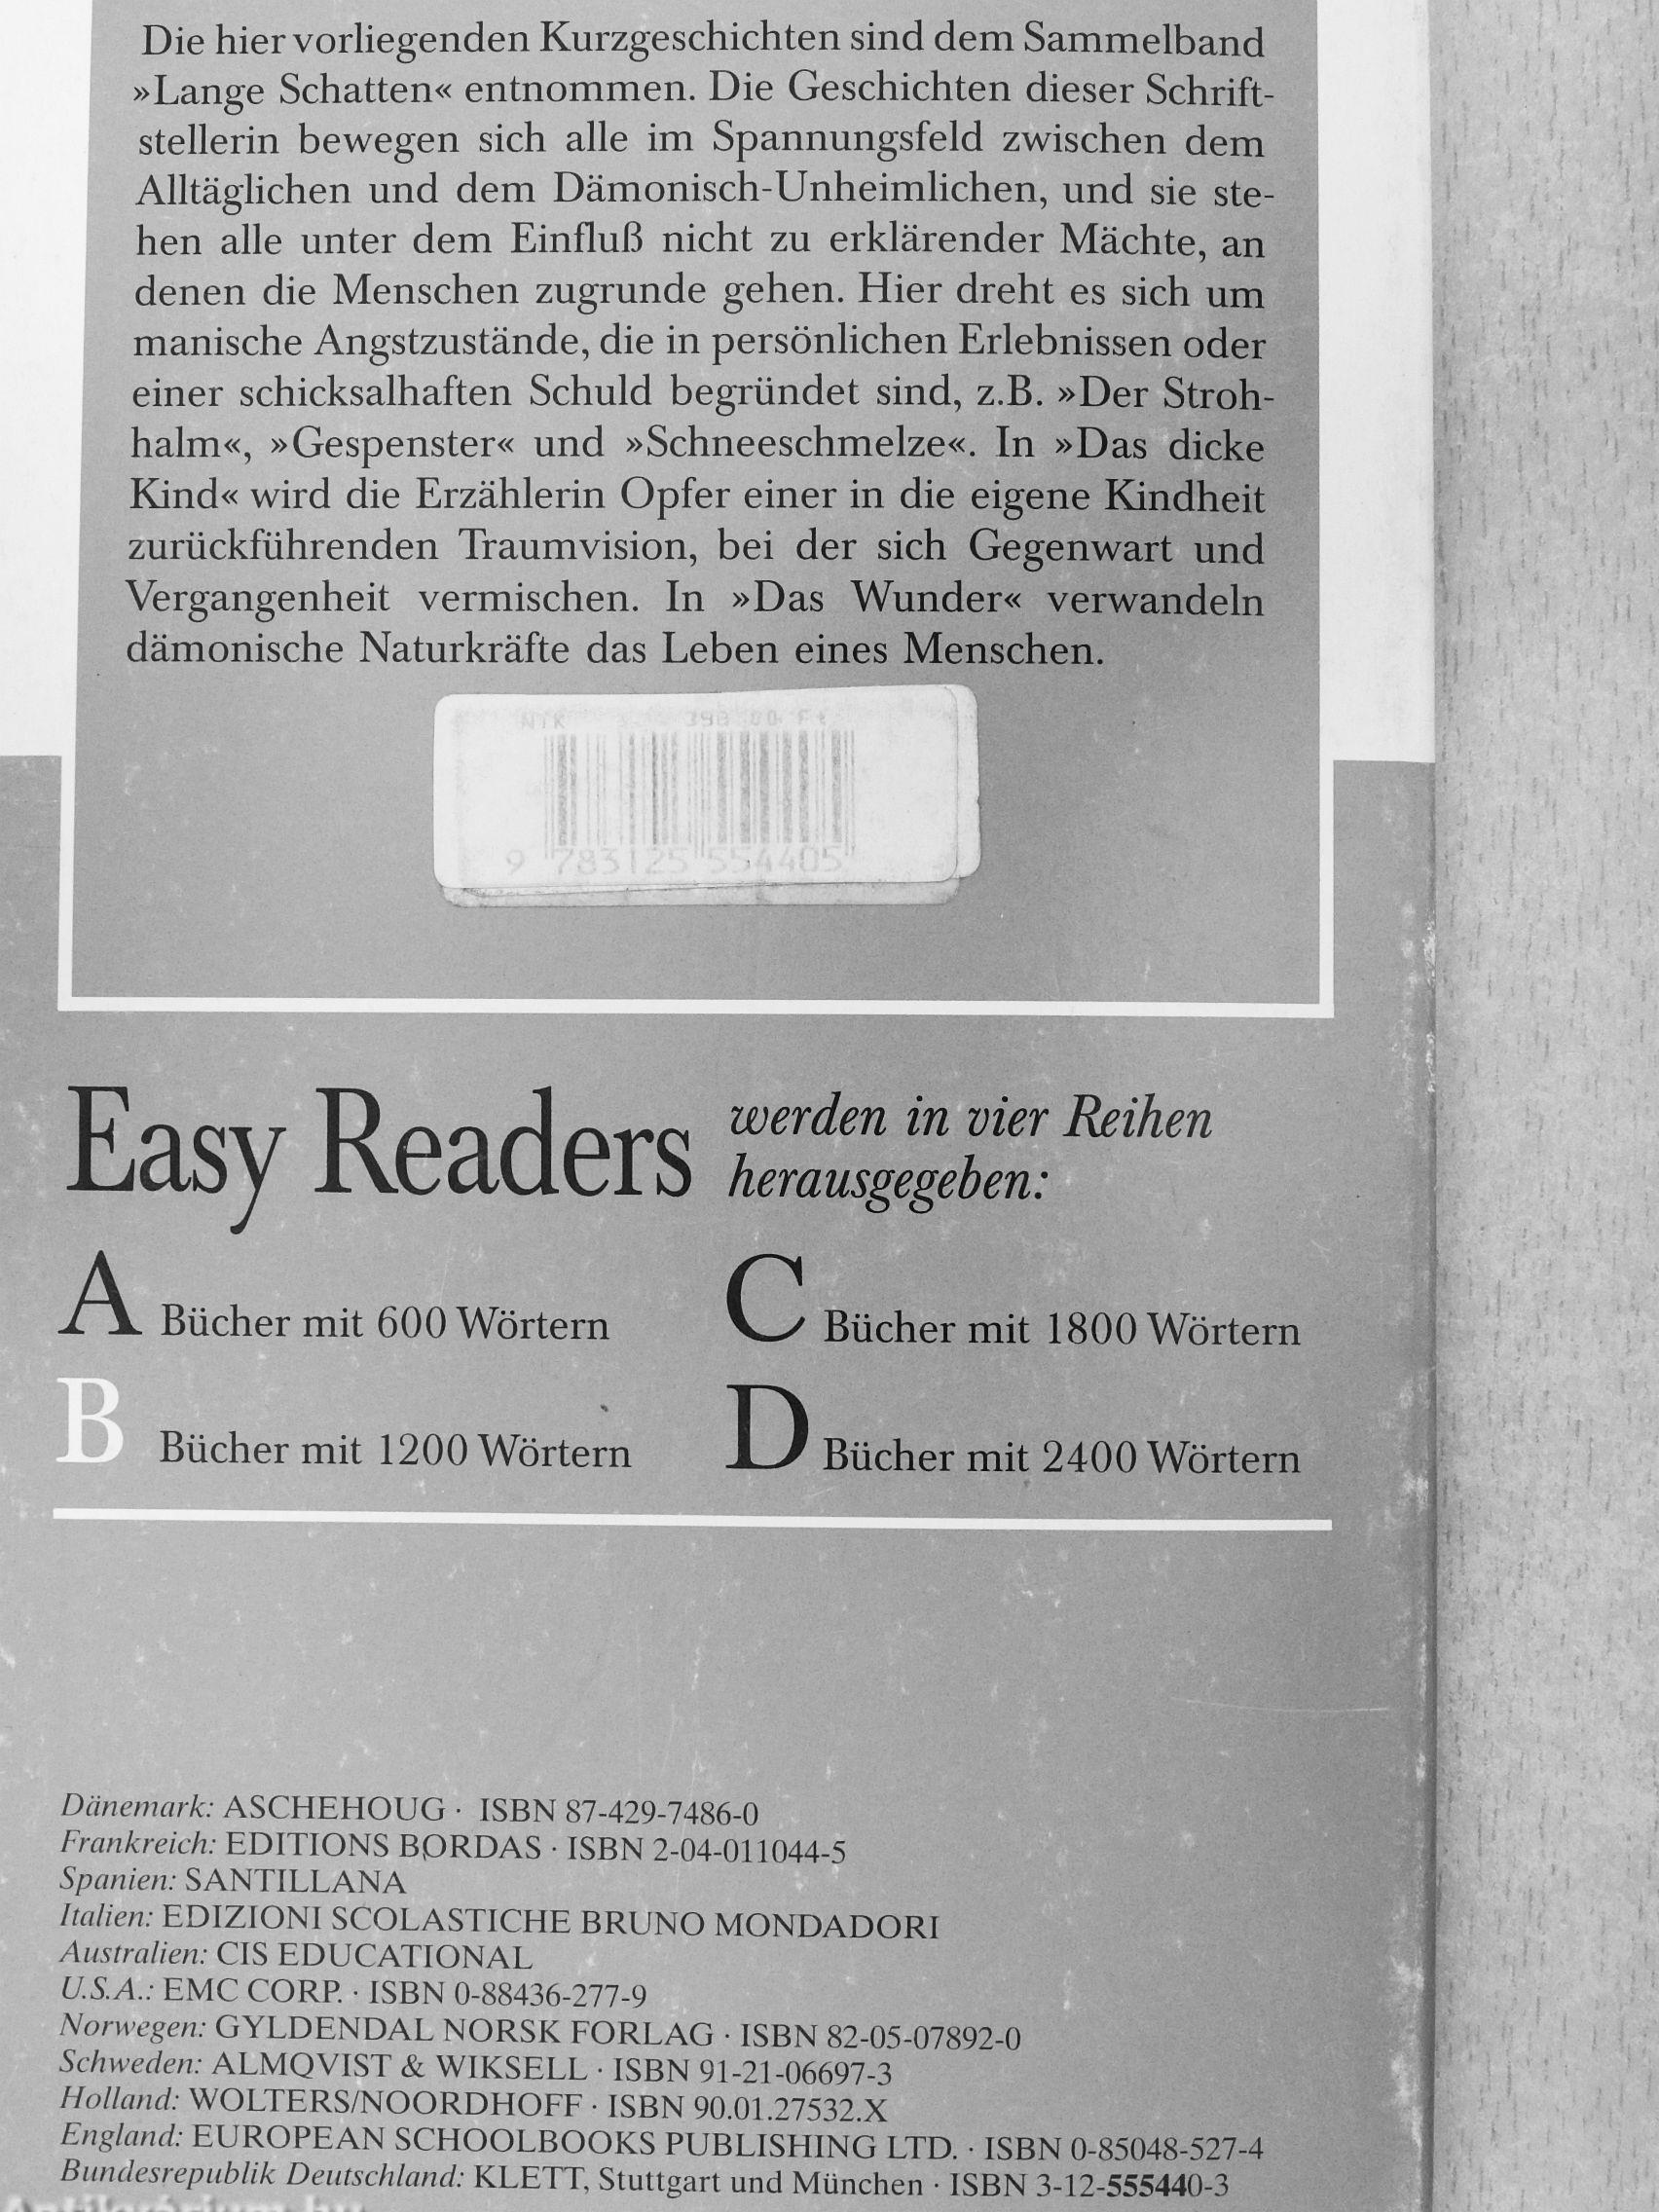 Die hier vorliegenden Kurzgeschichten sind dem Sammelband
»Lange Schatten« entnommen. Die Geschichten dieser Schrift-
stellerin bewegen sich alle im Spannungsfeld zwischen dem
Alltäglichen und dem Dämonisch-Unheimlichen, und sie ste-
hen alle unter dem Einfluß nicht zu erklärender Mächte, an
denen die Menschen zugrunde gehen. Hier dreht es sich um
manische Angstzustände, die in persönlichen Erlebnissen oder
einer schicksalhaften Schuld begründet sind, z.B. »Der Stroh-
halm«, »Gespenster« und »Schneeschmelze«. In »Das dicke
Kind« wird die Erzählerin Opfer einer in die eigene Kindheit
zurückführenden Traumvision, bei der sich Gegenwart und
Vergangenheit vermischen. In »Das Wunder« verwandeln
dämonische Naturkräfte das Leben eines Menschen.
398.00 Ft
9 783125 554405
Easy Readers werden in vier Reihen
herausgegeben:
A Bücher mit 600 Wörtern
B Bücher mit 1200 Wörtern
C Bücher mit 1800 Wörtern
D Bücher mit 2400 Wörtern
Dänemark: ASCHEHOUG · ISBN 87-429-7486-0
Frankreich: EDITIONS BORDAS · ISBN 2-04-011044-5
Spanien: SANTILLANA
Italien: EDIZIONI SCOLASTICHE BRUNO MONDADORI
Australien: CIS EDUCATIONAL
U.S.A.: EMC CORP. · ISBN 0-88436-277-9
Norwegen: GYLDENDAL NORSK FORLAG · ISBN 82-05-07892-0
Schweden: ALMQVIST & WIKSELL · ISBN 91-21-06697-3
Holland: WOLTERS/NOORDHOFF · ISBN 90.01.27532.X
England: EUROPEAN SCHOOLBOOKS PUBLISHING LTD. · ISBN 0-85048-527-4
Bundesrepublik Deutschland: KLETT, Stuttgart und München · ISBN 3-12-555440-3